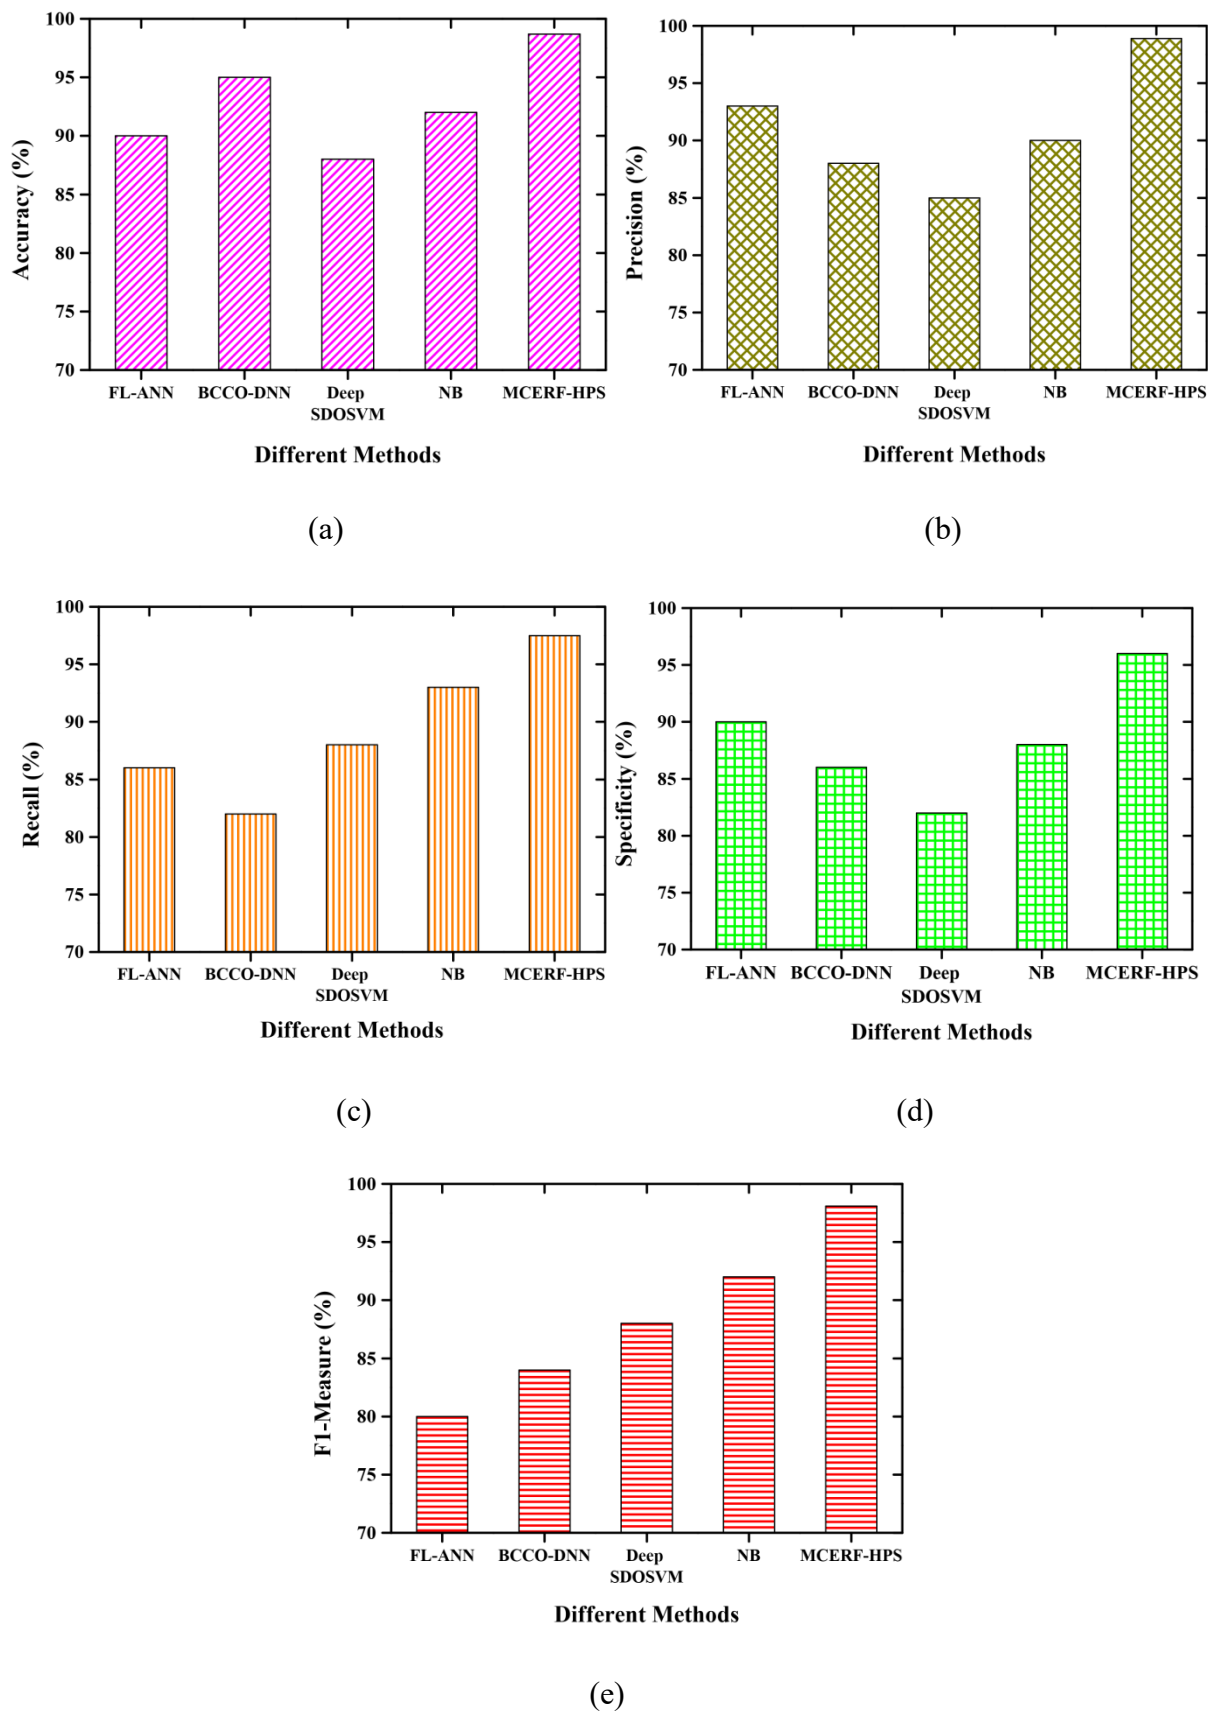 100
95
90
85
80
75
70
Accuracy (%)
FL-ANN BCCO-DNN Deep NB MCERF-HPS
SDOSVM
Different Methods
(a)
100
95
90
85
80
75
70
Precision (%)
FL-ANN BCCO-DNN Deep NB MCERF-HPS
SDOSVM
Different Methods
(b)
100
95
90
85
80
75
70
Recall (%)
FL-ANN BCCO-DNN Deep NB MCERF-HPS
SDOSVM
Different Methods
(c)
100
95
90
85
80
75
70
Specificity (%)
FL-ANN BCCO-DNN Deep NB MCERF-HPS
SDOSVM
Different Methods
(d)
100
95
90
85
80
75
70
F1-Measure (%)
FL-ANN BCCO-DNN Deep NB MCERF-HPS
SDOSVM
Different Methods
(e)